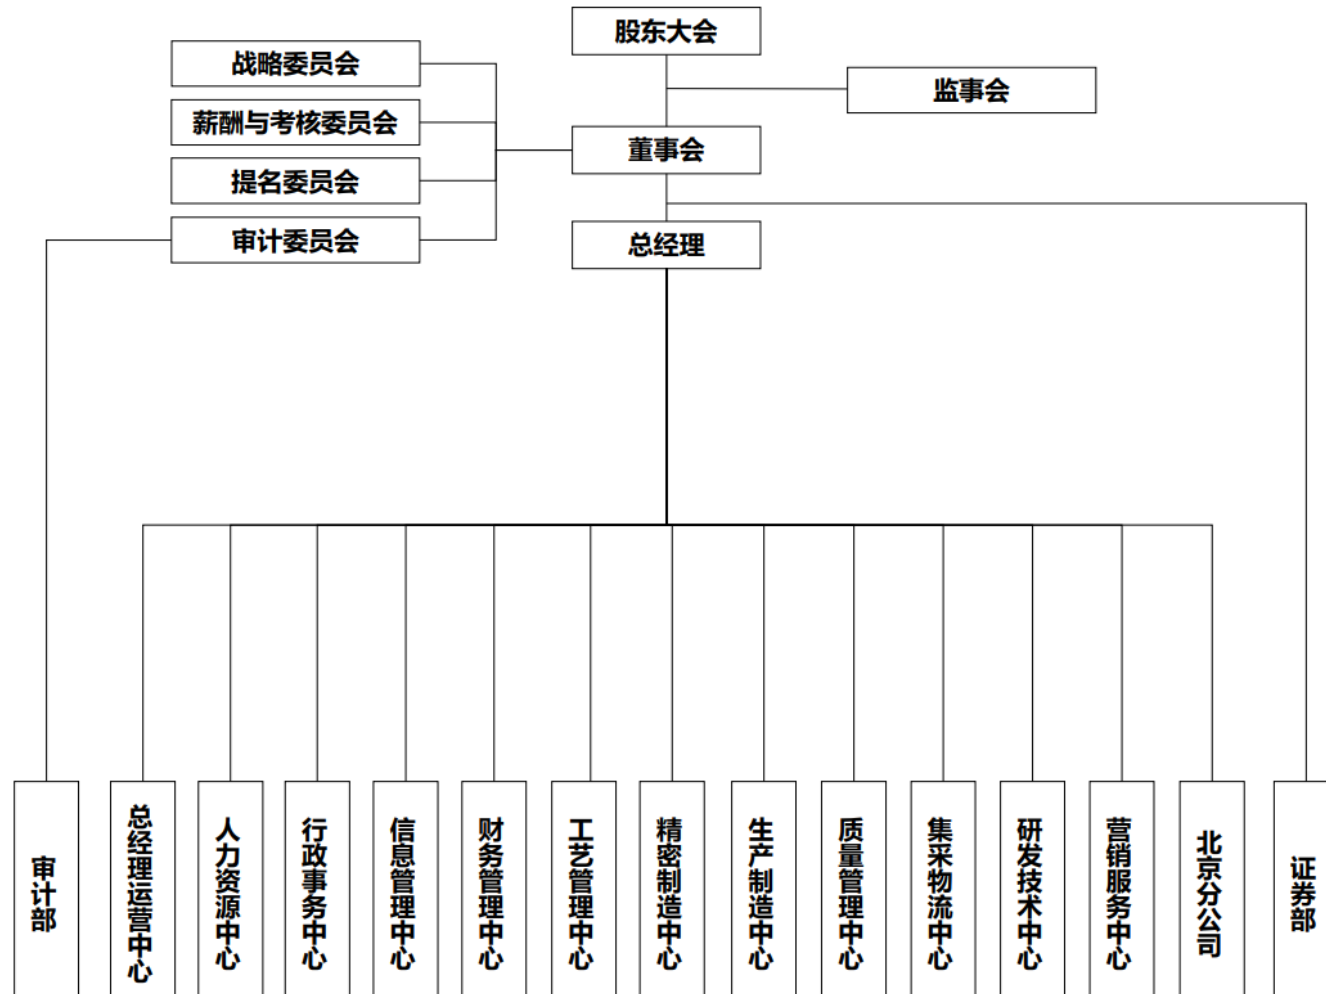 股东大会
战略委员会
监事会
薪酬与考核委员会
董事会
提名委员会
审计委员会
总经理
审计部
总经理运营中心
人力资源中心
行政事务中心
信息管理中心
财务管理中心
工艺管理中心
精密制造中心
生产制造中心
质量管理中心
集采物流中心
研发技术中心
营销服务中心
北京分公司
证券部